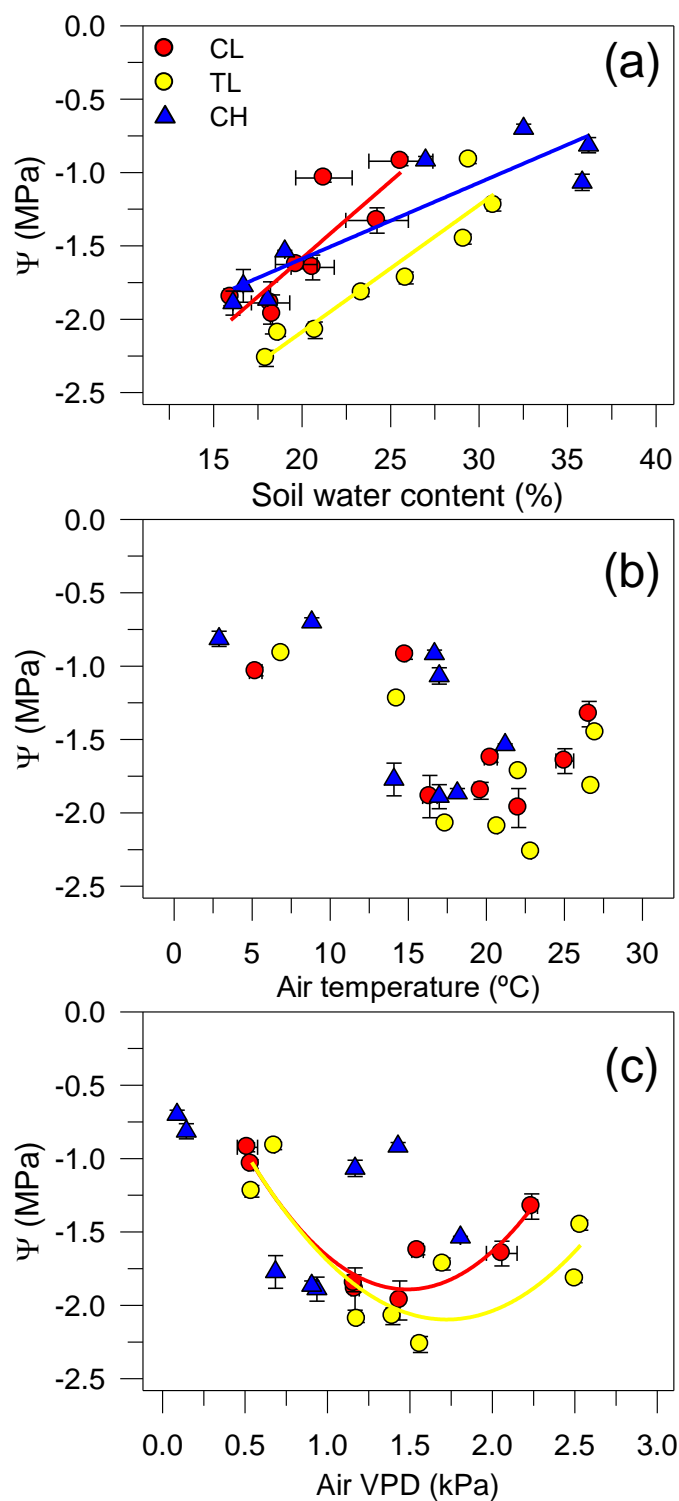 0.0
(a)
CL
TL
CH
-0.5
-1.0
-1.5
-2.0
-2.5
Ψ (MPa)
15 20 25 30 35 40
Soil water content (%)
0.0
(b)
-0.5
-1.0
-1.5
-2.0
-2.5
Ψ (MPa)
0 5 10 15 20 25 30
Air temperature (ºC)
0.0
(c)
-0.5
-1.0
-1.5
-2.0
-2.5
Ψ (MPa)
0.0 0.5 1.0 1.5 2.0 2.5 3.0
Air VPD (kPa)